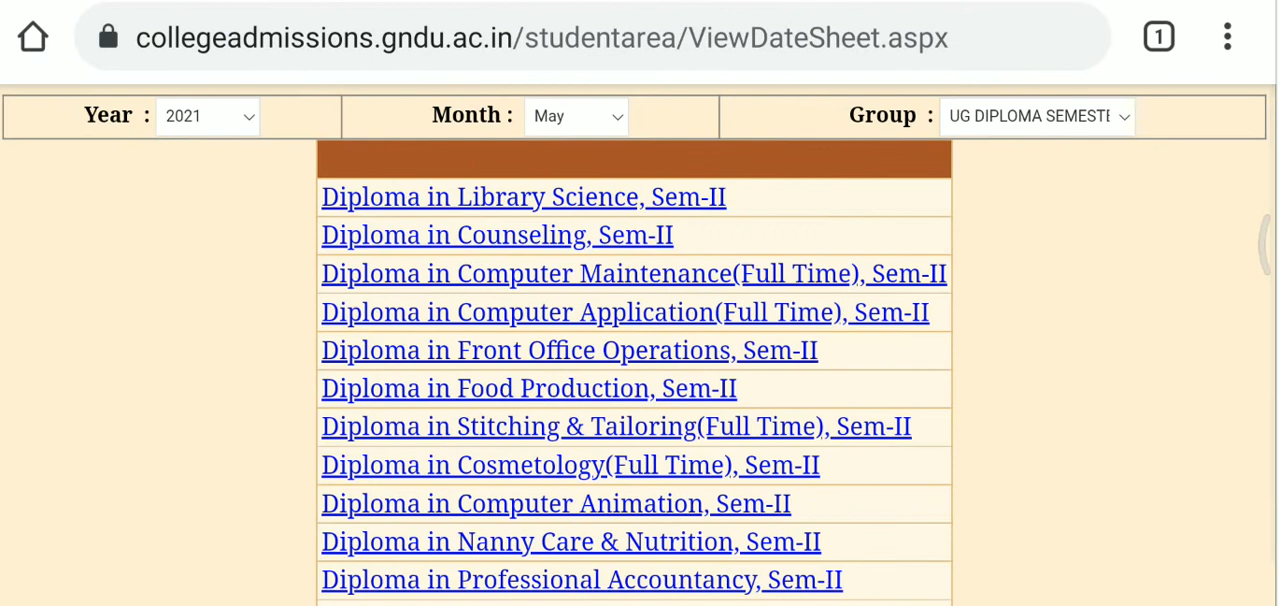 collegeadmissions.gndu.ac.in/studentarea/ViewDateSheet.aspx
1
Year : 2021 Month : May Group : UG DIPLOMA SEMESTE
Diploma in Library Science, Sem-II
Diploma in Counseling, Sem-II
Diploma in Computer Maintenance(Full Time), Sem-II
Diploma in Computer Application(Full Time), Sem-II
Diploma in Front Office Operations, Sem-II
Diploma in Food Production, Sem-II
Diploma in Stitching & Tailoring(Full Time), Sem-II
Diploma in Cosmetology(Full Time), Sem-II
Diploma in Computer Animation, Sem-II
Diploma in Nanny Care & Nutrition, Sem-II
Diploma in Professional Accountancy, Sem-II